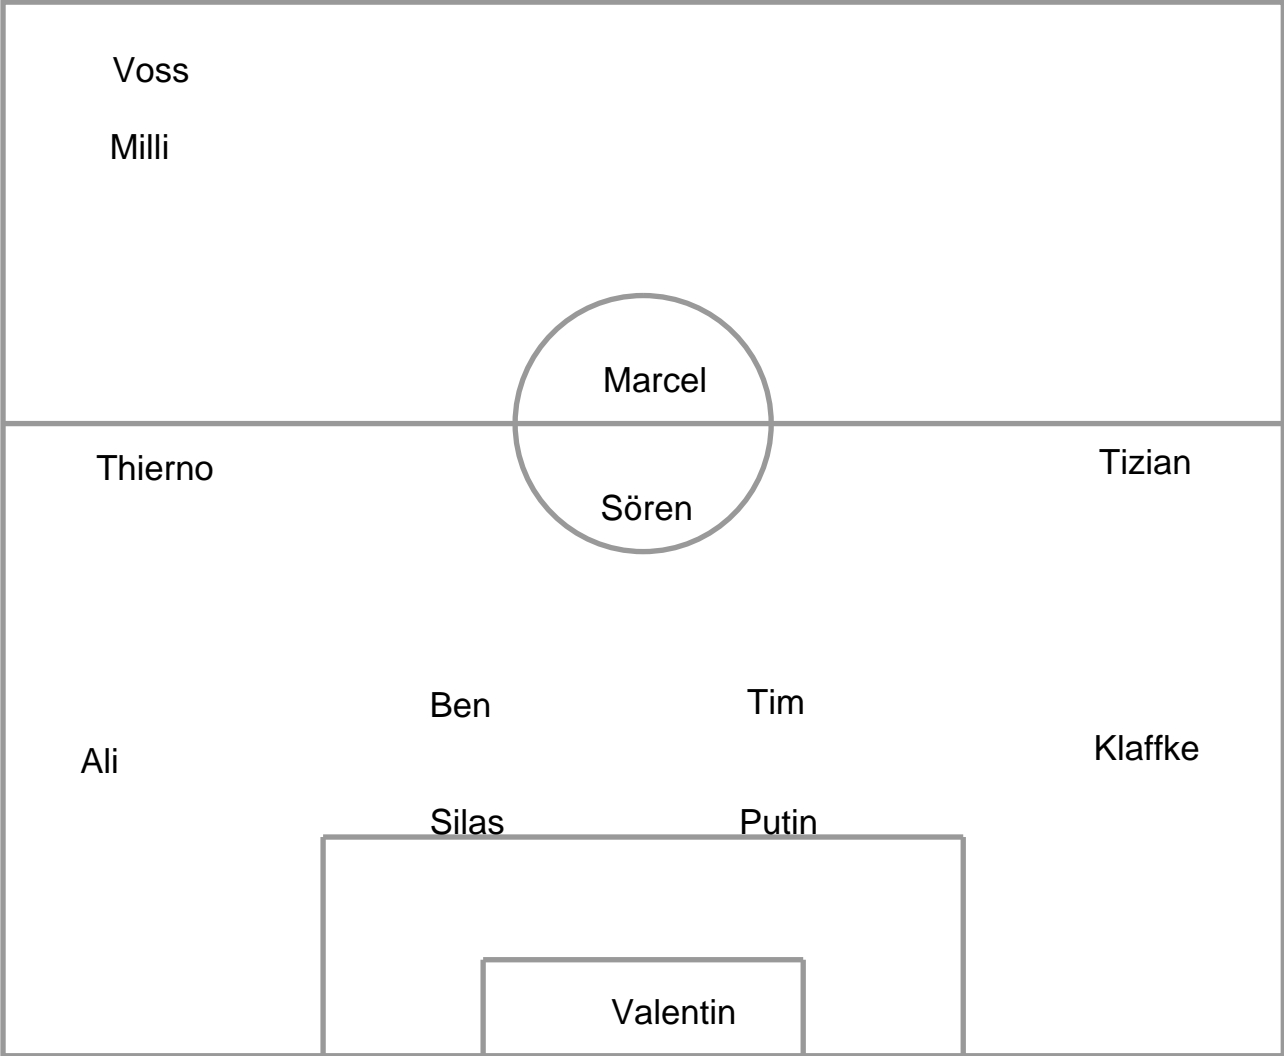 Voss
Milli
Marcel
Thierno
Tizian
Sören
Ben
Tim
Ali
Klaffke
Silas
Putin
Valentin